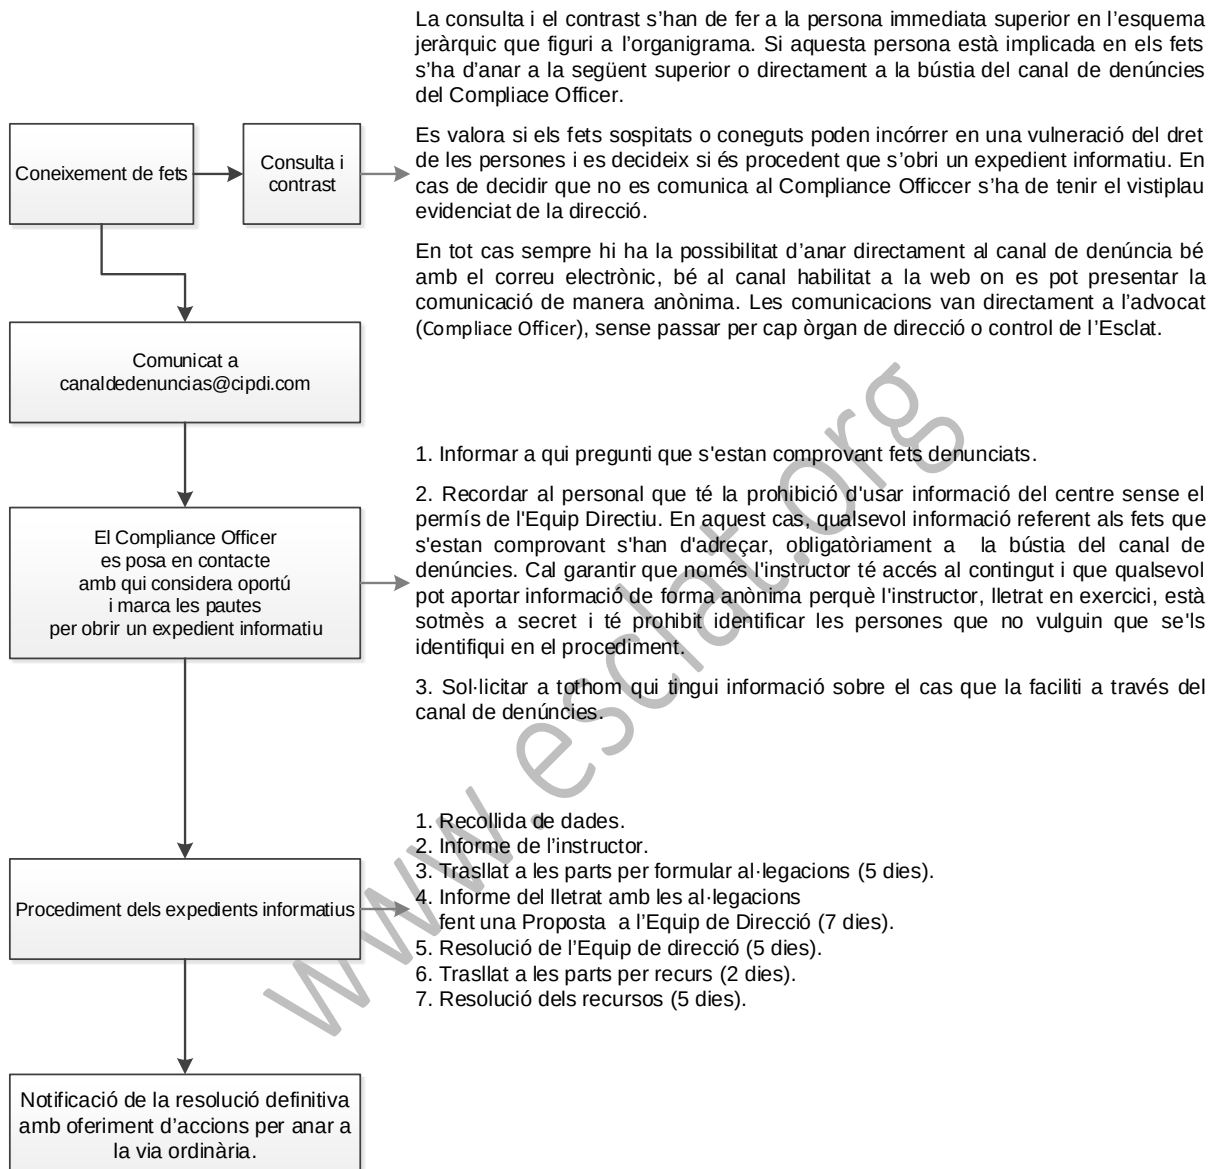 La consulta i el contrast s’han de fer a la persona immediata superior en l’esquema
jeràrquic que figuri a l’organigrama. Si aquesta persona està implicada en els fets
s’ha d’anar a la següent superior o directament a la bústia del canal de denúncies
del Compliace Officer.
Coneixement de fets
Consulta i
contrast
Es valora si els fets sospitats o coneguts poden incórrer en una vulneració del dret
de les persones i es decideix si és procedent que s’obri un expedient informatiu. En
cas de decidir que no es comunica al Compliance Officcer s’ha de tenir el vistiplau
evidenciat de la direcció.
En tot cas sempre hi ha la possibilitat d’anar directament al canal de denúncia bé
amb el correu electrònic, bé al canal habilitat a la web on es pot presentar la
comunicació de manera anònima. Les comunicacions van directament a l’advocat
(Compliace Officer), sense passar per cap òrgan de direcció o control de l’Esclat.
Comunicat a
canaldedenuncias@cipdi.com
1. Informar a qui pregunti que s'estan comprovant fets denunciats.
2. Recordar al personal que té la prohibició d'usar informació del centre sense el
permís de l'Equip Directiu. En aquest cas, qualsevol informació referent als fets que
s'estan comprovant s'han d'adreçar, obligatòriament a la bústia del canal de
denúncies. Cal garantir que només l'instructor té accés al contingut i que qualsevol
pot aportar informació de forma anònima perquè l'instructor, lletrat en exercici, està
sotmès a secret i té prohibit identificar les persones que no vulguin que se'ls
identifiqui en el procediment.
3. Sol·licitar a tothom qui tingui informació sobre el cas que la faciliti a través del
canal de denúncies.
El Compliance Officer
es posa en contacte
amb qui considera oportú
i marca les pautes
per obrir un expedient informatiu
Procediment dels expedients informatius
1. Recollida de dades.
2. Informe de l’instructor.
3. Trasllat a les parts per formular al·legacions (5 dies).
4. Informe del lletrat amb les al·legacions
fent una Proposta a l’Equip de Direcció (7 dies).
5. Resolució de l’Equip de direcció (5 dies).
6. Trasllat a les parts per recurs (2 dies).
7. Resolució dels recursos (5 dies).
Notificació de la resolució definitiva
amb oferiment d’accions per anar a
la via ordinària.
www.esclat.org